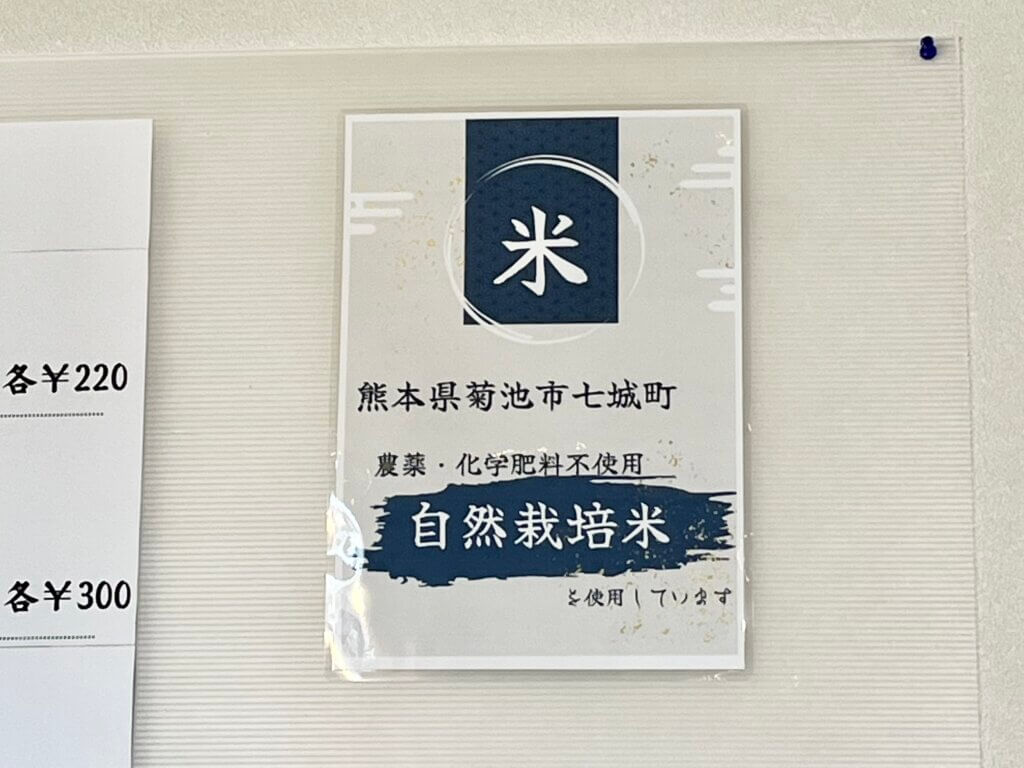 各¥220
各¥300
米
熊本県菊池市七城町
農薬・化学肥料不使用
自然栽培米
を使用しています